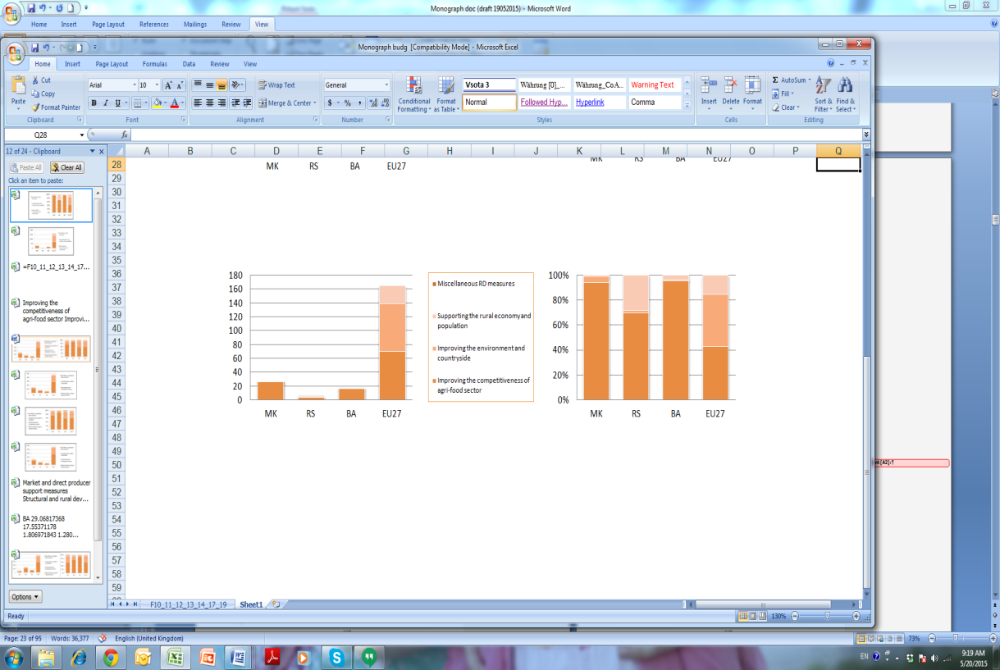 Monograph doc (draft 19052015) - Microsoft Word
Home Insert Page Layout References Mailings Review View
Monograph budg [Compatibility Mode] - Microsoft Excel
Home Insert Page Layout Formulas Data Review View
Paste
Cut
Copy
Format Painter
Clipboard
Arial 10
B I U
Font
Wrap Text
Merge & Center
Alignment
General
$ % ,
Number
Conditional Formatting
Format as Table
Vsota 3 Währung [0]_... Währung_CoA... Warning Text
Normal Followed Hyp... Hyperlink Comma
Styles
Insert Delete Format
Cells
Σ AutoSum
Fill
Clear
Sort & Filter
Find & Select
Editing
Q28 fx
12 of 24 - Clipboard
Paste All Clear All
Click an item to paste:
=F10_11_12_13_14_17...
Improving the
competitiveness of
agri-food sector Improvi...
Market and direct producer
support measures
Structural and rural dev...
BA 29.06817368
17.55371178
1.806971843 1.280...
Options
A B C D E F G H I J K L M N O P Q
28
29
30
31
32
33
34
35
36
37
38
39
40
41
42
43
44
45
46
47
48
49
50
51
52
53
54
55
56
57
58
59
MK RS BA EU27
MK RS BA EU27
180
160
140
120
100
80
60
40
20
0
MK RS BA EU27
Miscellaneous RD measures
Supporting the rural economy and
population
Improving the environment and
countryside
Improving the competitiveness of
agri-food sector
100%
80%
60%
40%
20%
0%
MK RS BA EU27
nt [A2]:
F10_11_12_13_14_17_19 Sheet1
Ready 130%
Page: 23 of 95 Words: 36,377 English (United Kingdom) 73%
EN 9:19 AM
5/20/2015